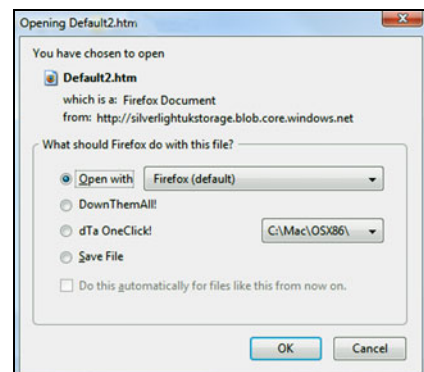 Opening Default2.htm
You have chosen to open
Default2.htm
which is a: Firefox Document
from: http://silverlightukstorage.blob.core.windows.net
What should Firefox do with this file?
Open with Firefox (default)
DownThemAll!
dTa OneClick! C:\Mac\OSX86\
Save File
Do this automatically for files like this from now on.
OK Cancel